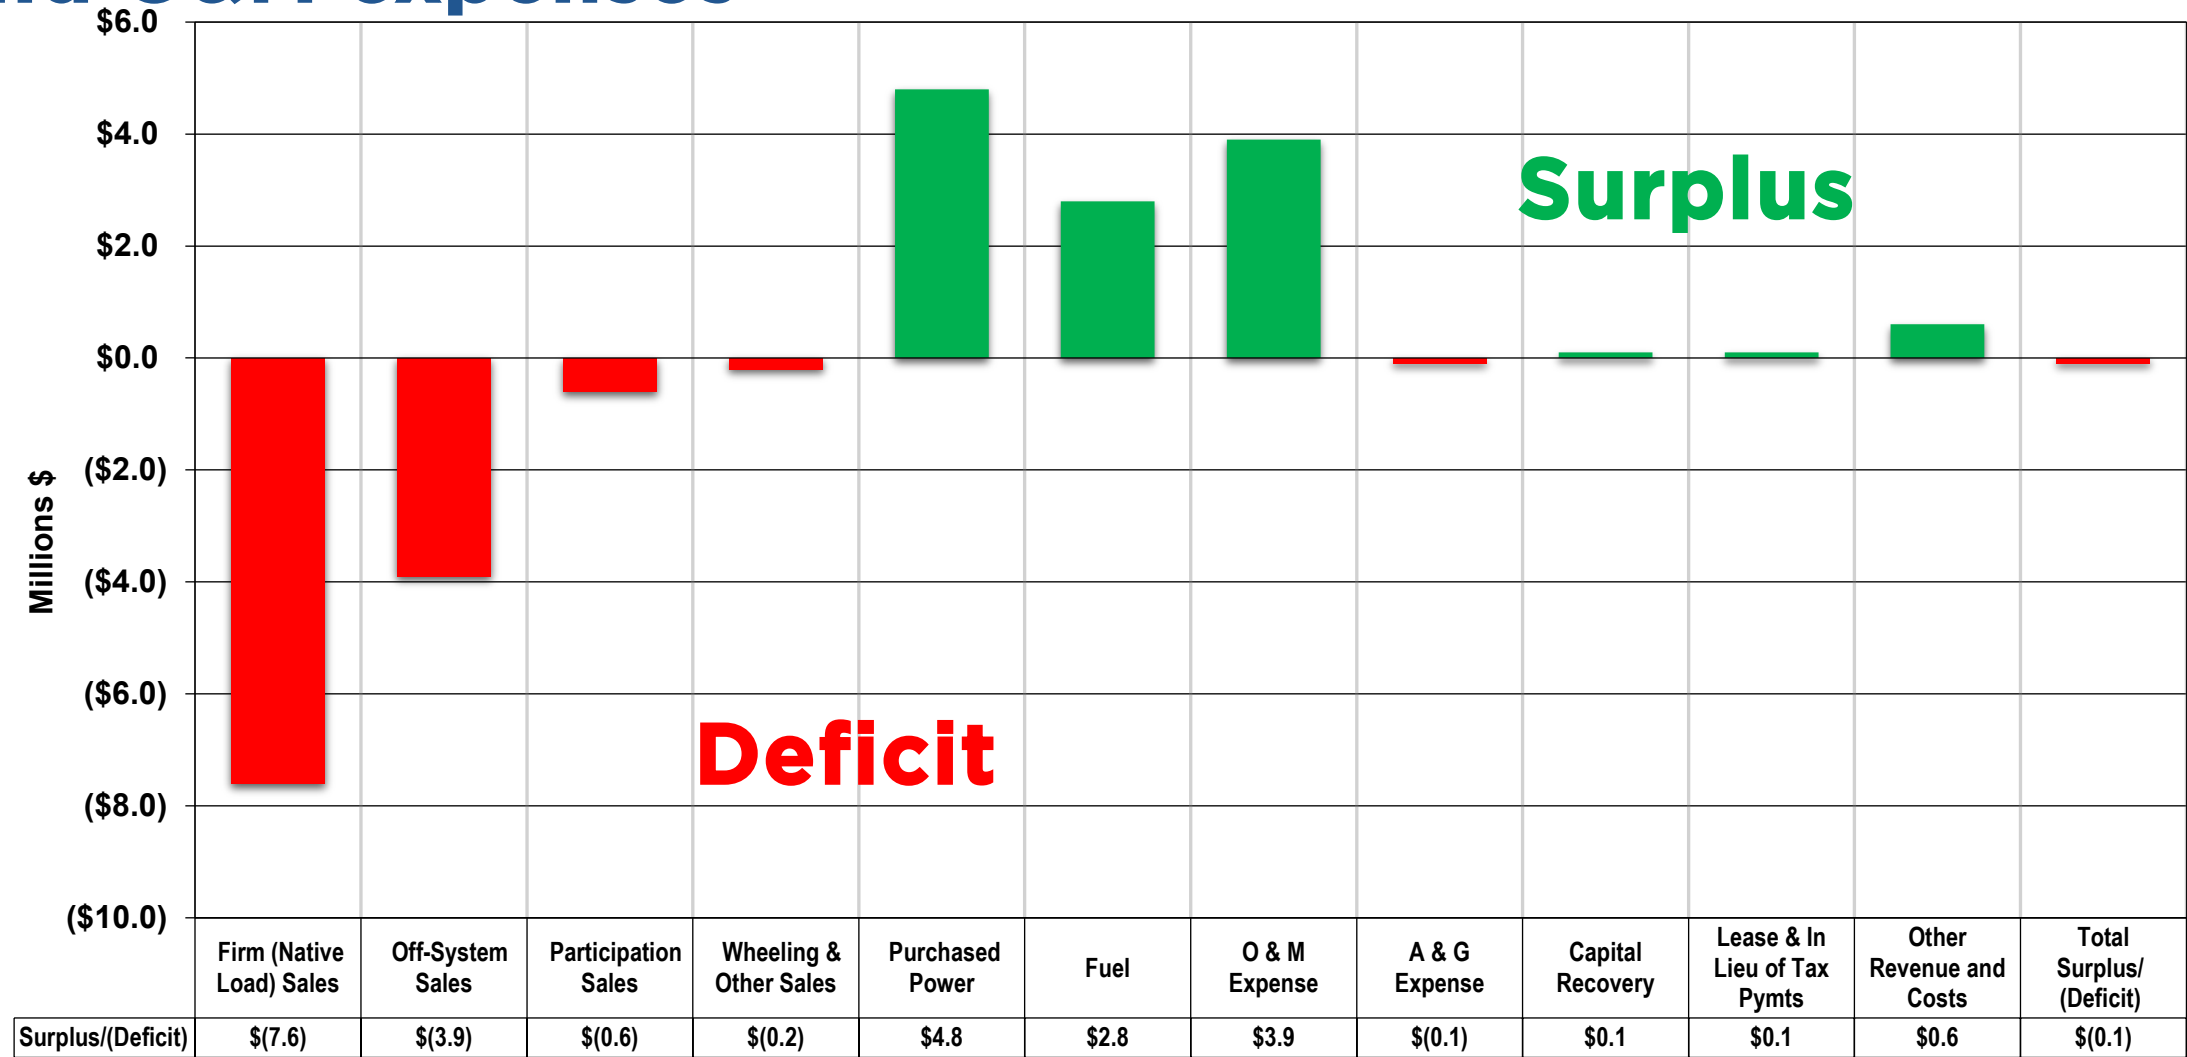 expenses
$6.0
$4.0
$2.0
$0.0
($2.0)
($4.0)
($6.0)
($8.0)
($10.0)
Millions $
Surplus
Deficit
Firm (Native
Load) Sales
Off-System
Sales
Participation
Sales
Wheeling &
Other Sales
Purchased
Power
Fuel
O & M
Expense
A & G
Expense
Capital
Recovery
Lease & In
Lieu of Tax
Pymts
Other
Revenue and
Costs
Total
Surplus/
(Deficit)
Surplus/(Deficit) $(7.6) $(3.9) $(0.6) $(0.2) $4.8 $2.8 $3.9 $(0.1) $0.1 $0.1 $0.6 $(0.1)